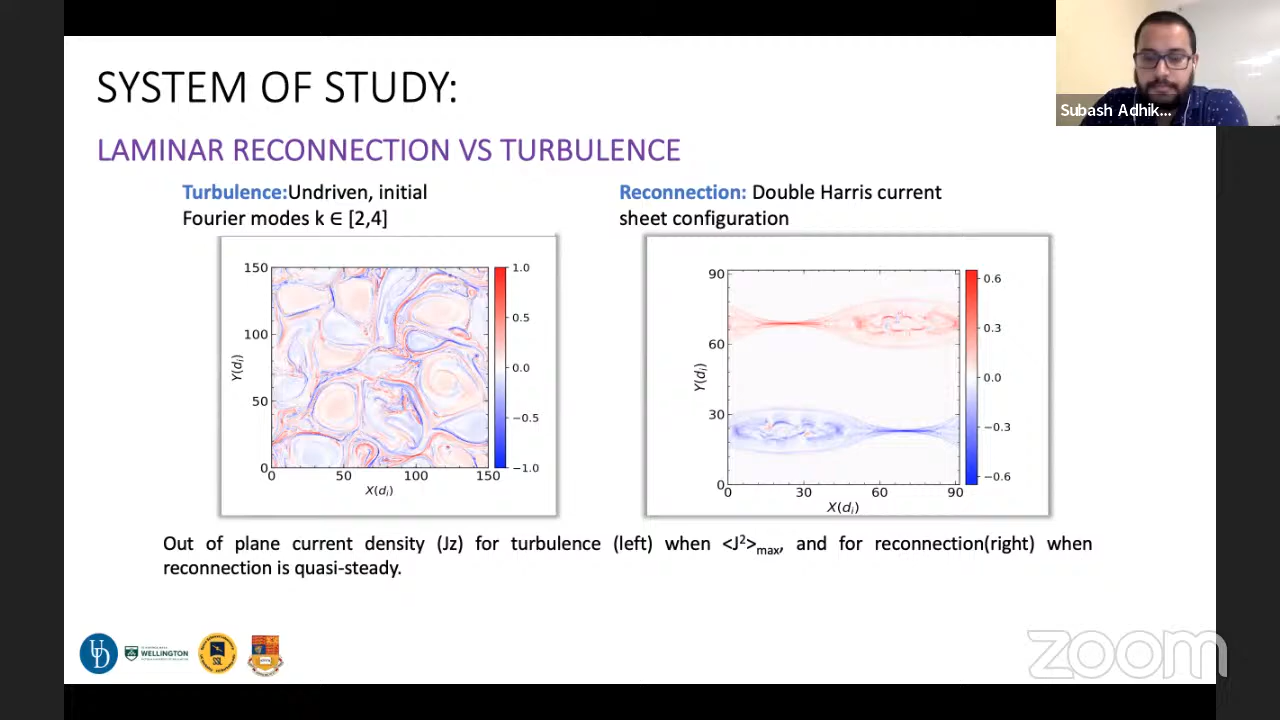 SYSTEM OF STUDY:
LAMINAR RECONNECTION VS TURBULENCE
Turbulence:Undriven, initial
Fourier modes k ∈ [2,4]
Reconnection: Double Harris current
sheet configuration
150
100
50
0
0
50
100
150
Y(dᵢ)
X(dᵢ)
1.0
0.5
0.0
−0.5
−1.0
90
60
30
0
0
30
60
90
Y(dᵢ)
X(dᵢ)
0.6
0.3
0.0
−0.3
−0.6
Out of plane current density (Jz) for turbulence (left) when <J²>max, and for reconnection(right) when
reconnection is quasi-steady.
UD
WELLINGTON
SSL
Subash Adhik...
zoom